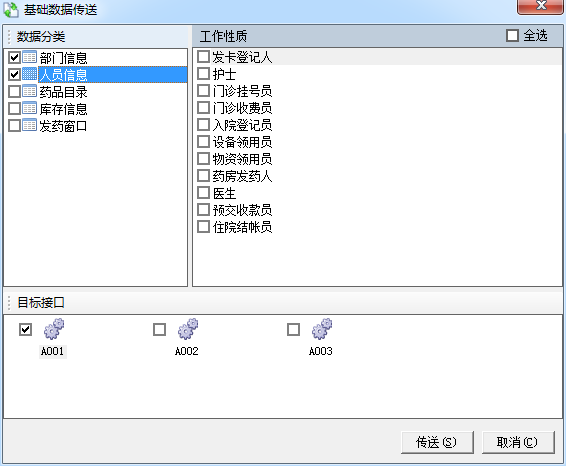 基础数据传送
数据分类
部门信息
人员信息
药品目录
库存信息
发药窗口
工作性质
全选
发卡登记人
护士
门诊挂号员
门诊收费员
入院登记员
设备领用员
物资领用员
药房发药人
医生
预交收款员
住院结帐员
目标接口
A001
A002
A003
传送(S)
取消(C)